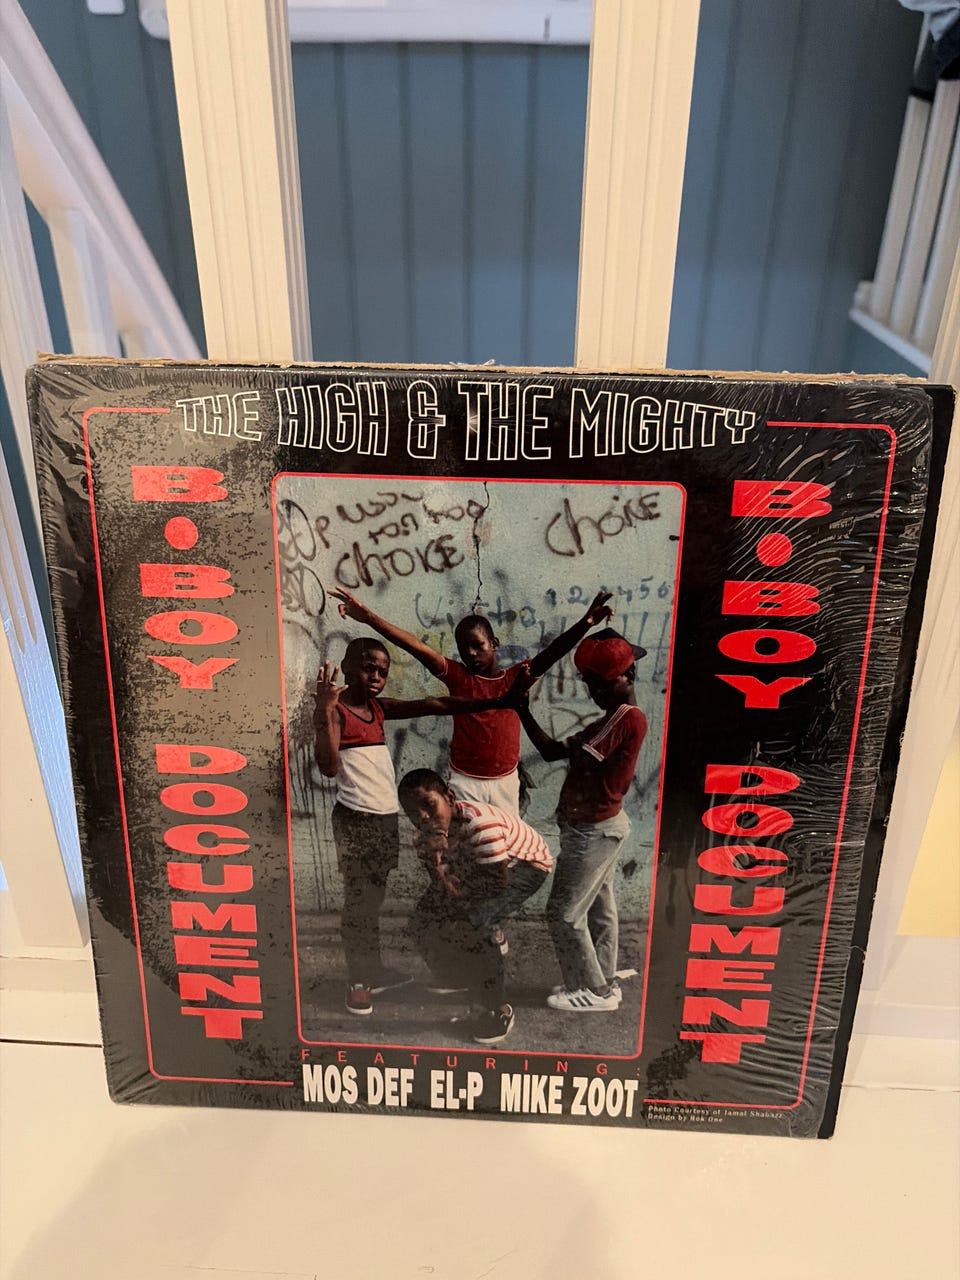 THE HIGH & THE MIGHTY
B•BOY DOCUMENT
B•BOY DOCUMENT
CHOICE
ChoiCE
FEATURING:
MOS DEF EL-P MIKE ZOOT
Photo Courtesy of Jamal Shabazz
Design by Rok One